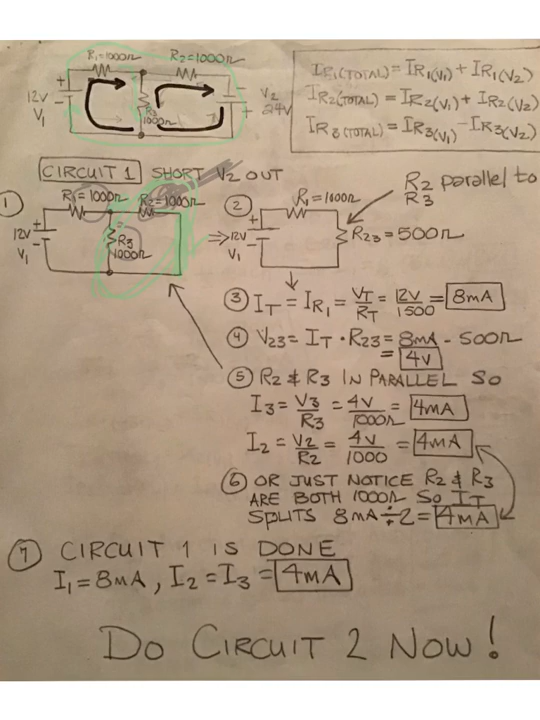 R1=1000Ω R2=1000Ω
12V
V1
R3
1000Ω
V2
24V
IR1(TOTAL) = IR1(V1) + IR1(V2)
IR2(TOTAL) = IR2(V1) + IR2(V2)
IR3(TOTAL) = IR3(V1) - IR3(V2)
CIRCUIT 1 SHORT V2 OUT
① R1=1000Ω R2=1000Ω
+
-
12V
V1
R3
1000Ω
② R1=1000Ω
+
-
⇒ 12V
V1
R23=500Ω
R2 parallel to
R3
③ IT = IR1 = VT/RT = 12V/1500 = 8mA
④ V23 = IT · R23 = 8mA - 500Ω
= 4V
⑤ R2 & R3 IN PARALLEL SO
I3 = V3/R3 = 4V/1000Ω = 4mA
I2 = V2/R2 = 4V/1000 = 4mA
⑥ OR JUST NOTICE R2 & R3
ARE BOTH 1000Ω SO IT
SPLITS 8mA ÷ 2 = 4mA
⑦ CIRCUIT 1 IS DONE
I1 = 8mA, I2 = I3 = 4mA
DO CIRCUIT 2 NOW!